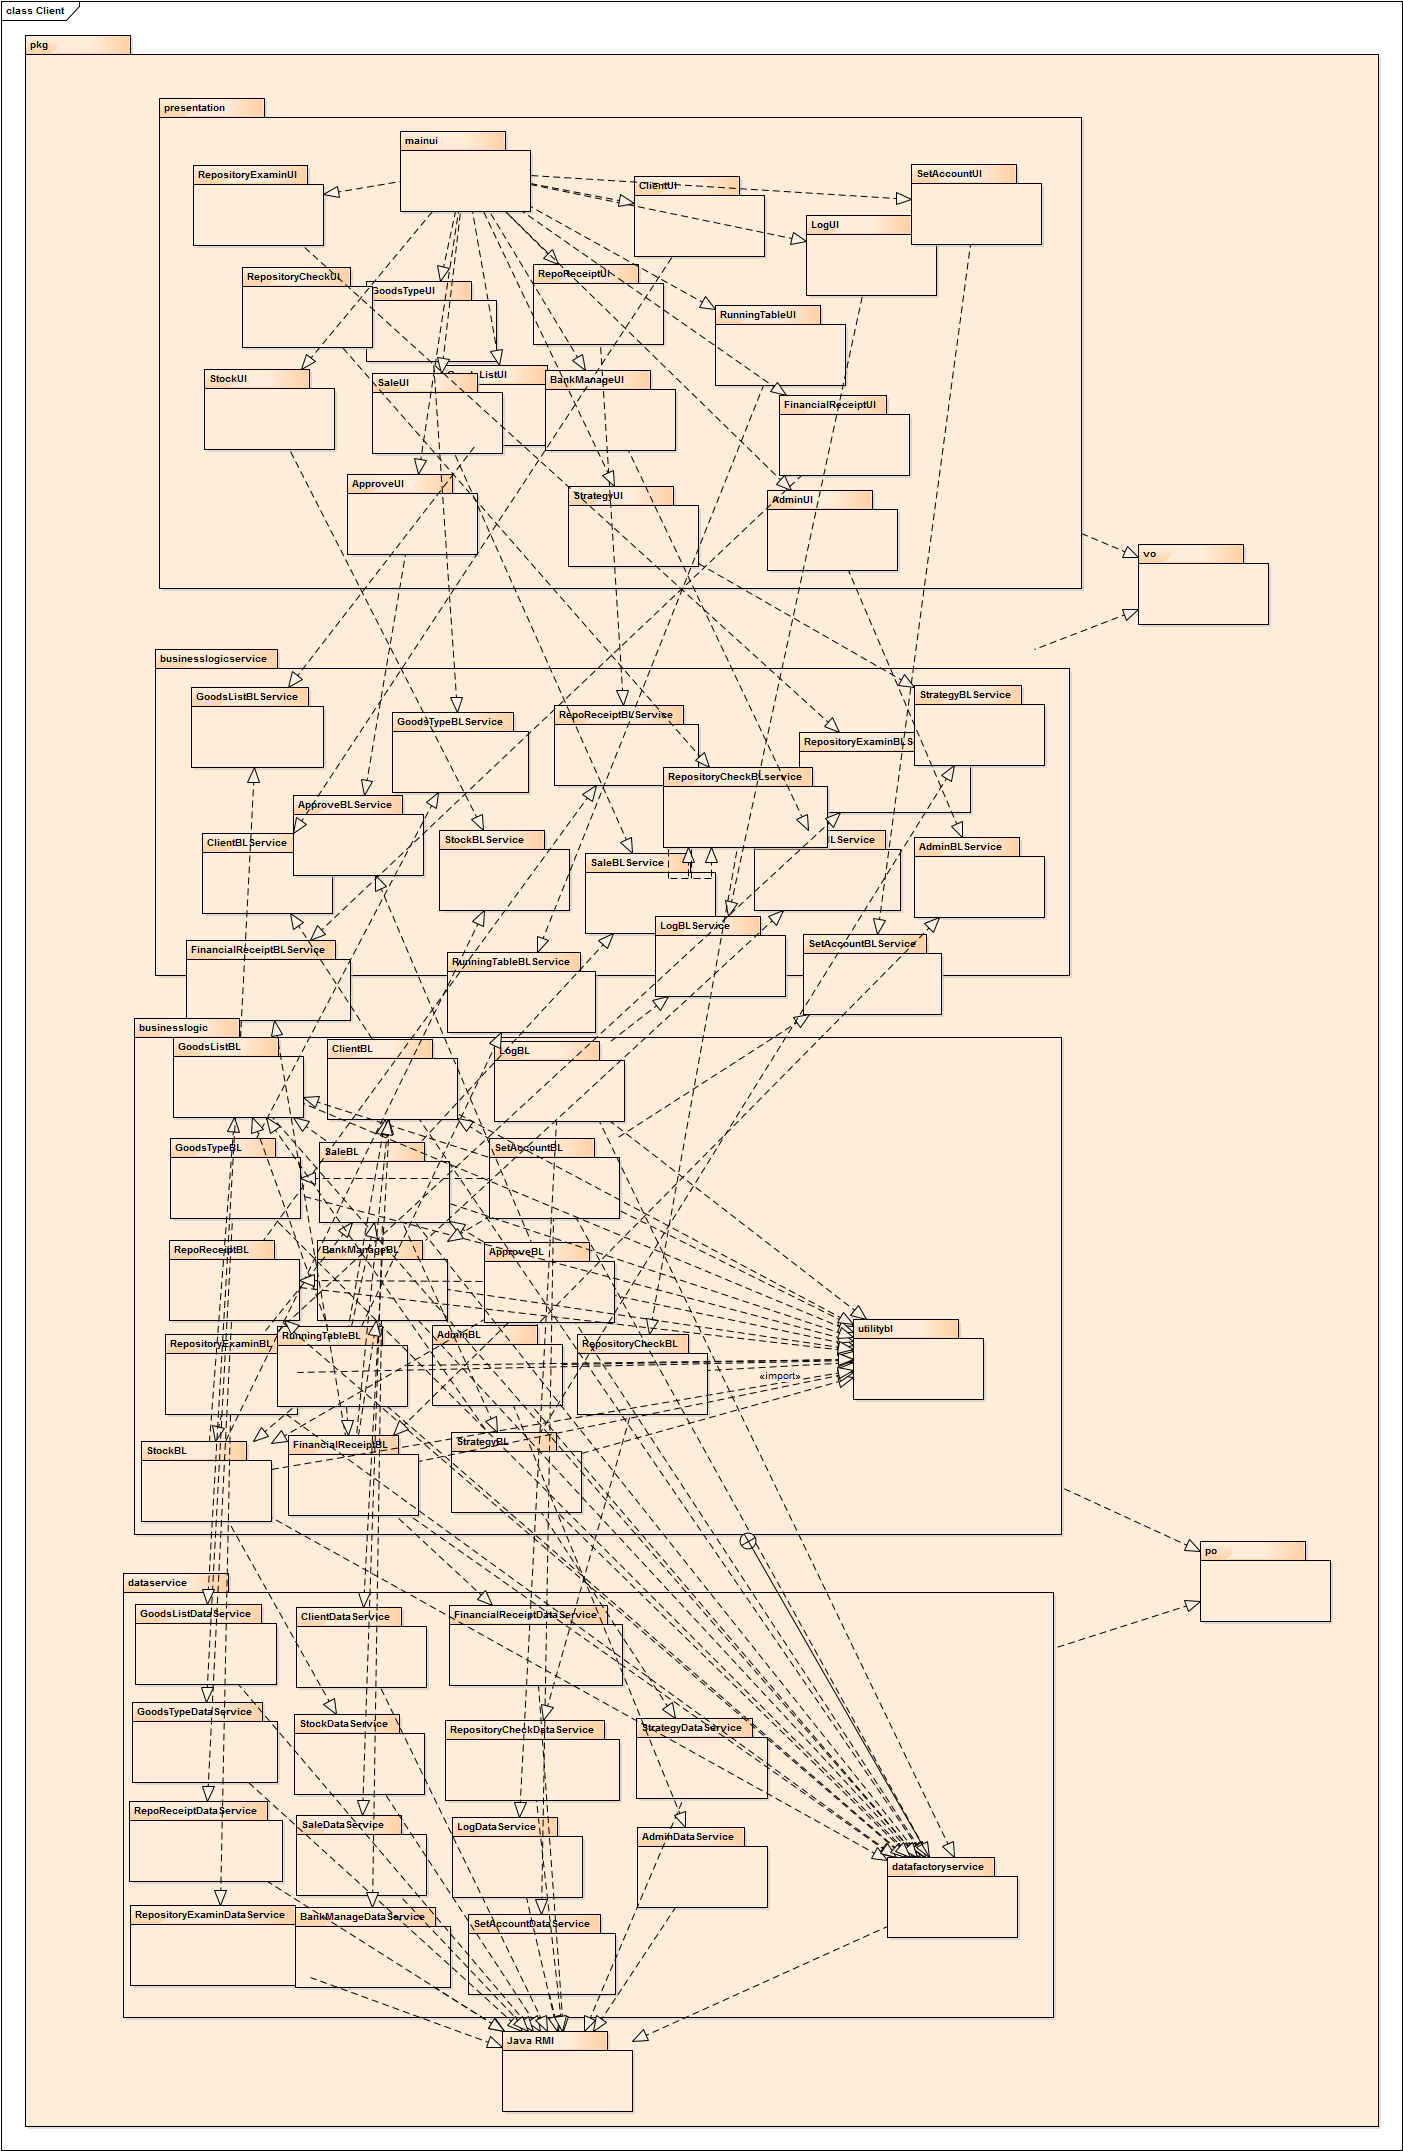 class Client
pkg
presentation
mainui
RepositoryExaminUI
ClientUI
SetAccountUI
LogUI
RepositoryCheckUI
GoodsTypeUI
RepoReceiptUI
RunningTableUI
StockUI
SaleUI
ListUI
BankManageUI
FinancialReceiptUI
ApproveUI
StrategyUI
AdminUI
vo
businesslogicservice
GoodsListBLService
GoodsTypeBLService
RepoReceiptBLService
StrategyBLService
RepositoryExaminBLS
RepositoryCheckBLservice
ApproveBLService
ClientBLService
StockBLService
SaleBLService
LService
AdminBLService
LogBLService
FinancialReceiptBLService
RunningTableBLService
SetAccountBLService
businesslogic
GoodsListBL
ClientBL
LogBL
GoodsTypeBL
SaleBL
SetAccountBL
RepoReceiptBL
BankManageBL
ApproveBL
utilitybl
RepositoryExaminBL
RunningTableBL
AdminBL
RepositoryCheckBL
«import»
StockBL
FinancialReceiptBL
StrategyBL
po
dataservice
GoodsListDataService
ClientDataService
FinancialReceiptDataService
GoodsTypeDataService
StockDataService
RepositoryCheckDataService
StrategyDataService
RepoReceiptDataService
SaleDataService
LogDataService
AdminDataService
datafactoryservice
RepositoryExaminDataService
BankManageDataService
SetAccountDataService
Java RMI